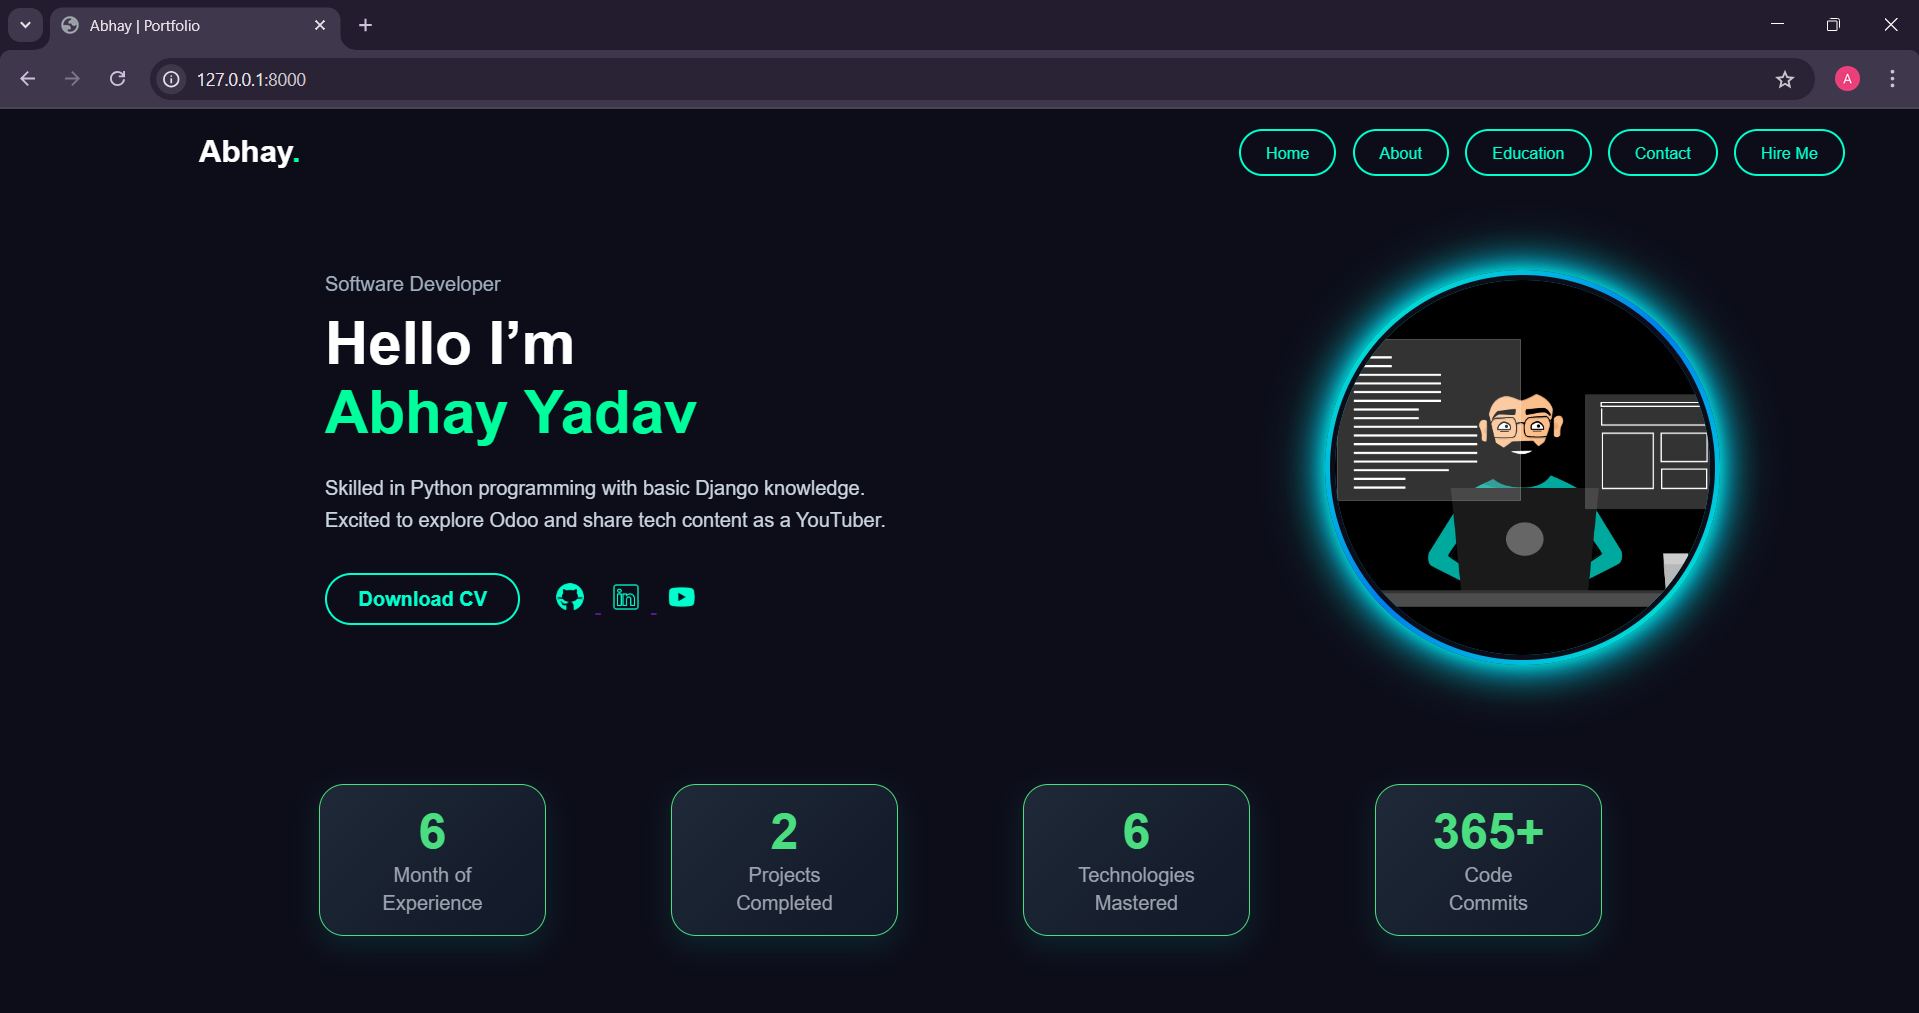 Abhay | Portfolio
127.0.0.1:8000
A
Abhay.
Home About Education Contact Hire Me
Software Developer
Hello I’m
Abhay Yadav
Skilled in Python programming with basic Django knowledge.
Excited to explore Odoo and share tech content as a YouTuber.
Download CV
in
6
Month of
Experience
2
Projects
Completed
6
Technologies
Mastered
365+
Code
Commits